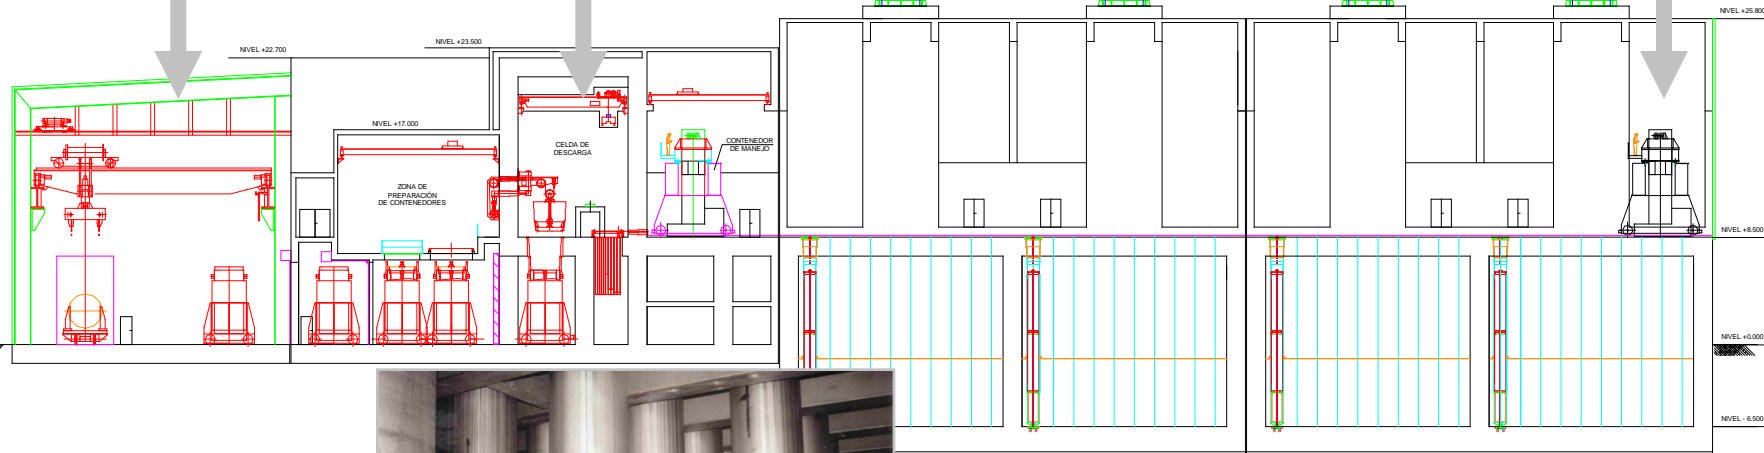 NIVEL +25.800
NIVEL +23.500
NIVEL +22.700
NIVEL +17.000
CELDA DE
DESCARGA
CONTENEDOR
DE MANEJO
ZONA DE
PREPARACIÓN
DE CONTENEDORES
NIVEL +8.500
NIVEL +0.000
NIVEL - 6.500